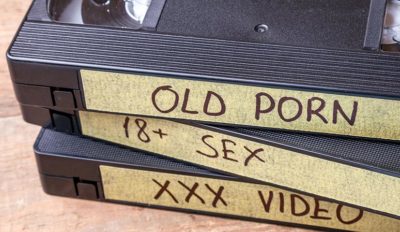 OLD PORN
18+ SEX
XXX VIDEO